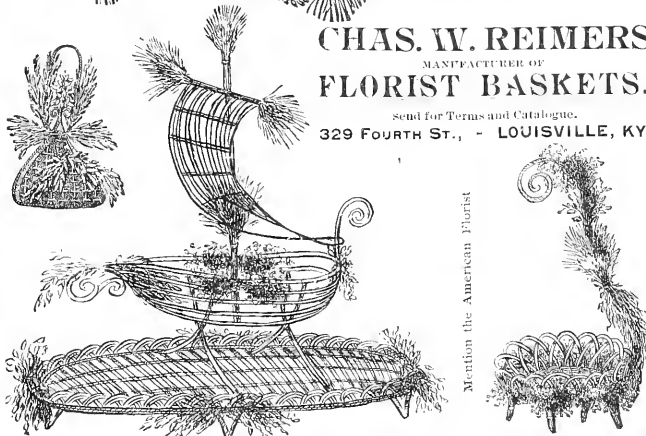 CHAS. W. REIMERS
MANUFACTURER OF
FLORIST BASKETS.
Send for Terms and Catalogue.
329 FOURTH ST., - LOUISVILLE, KY
Mention the American Florist